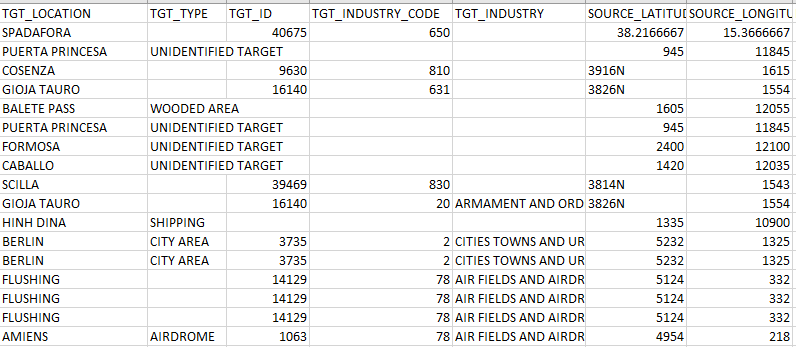 TGT_LOCATION TGT_TYPE TGT_ID TGT_INDUSTRY_CODE TGT_INDUSTRY SOURCE_LATITUD SOURCE_LONGITU
SPADAFORA 40675 650 38.2166667 15.3666667
PUERTA PRINCESA UNIDENTIFIED TARGET 945 11845
COSENZA 9630 810 3916N 1615
GIOJA TAURO 16140 631 3826N 1554
BALETE PASS WOODED AREA 1605 12055
PUERTA PRINCESA UNIDENTIFIED TARGET 945 11845
FORMOSA UNIDENTIFIED TARGET 2400 12100
CABALLO UNIDENTIFIED TARGET 1420 12035
SCILLA 39469 830 3814N 1543
GIOJA TAURO 16140 20 ARMAMENT AND ORD 3826N 1554
HINH DINA SHIPPING 1335 10900
BERLIN CITY AREA 3735 2 CITIES TOWNS AND UR 5232 1325
BERLIN CITY AREA 3735 2 CITIES TOWNS AND UR 5232 1325
FLUSHING 14129 78 AIR FIELDS AND AIRDR 5124 332
FLUSHING 14129 78 AIR FIELDS AND AIRDR 5124 332
FLUSHING 14129 78 AIR FIELDS AND AIRDR 5124 332
AMIENS AIRDROME 1063 78 AIR FIELDS AND AIRDR 4954 218